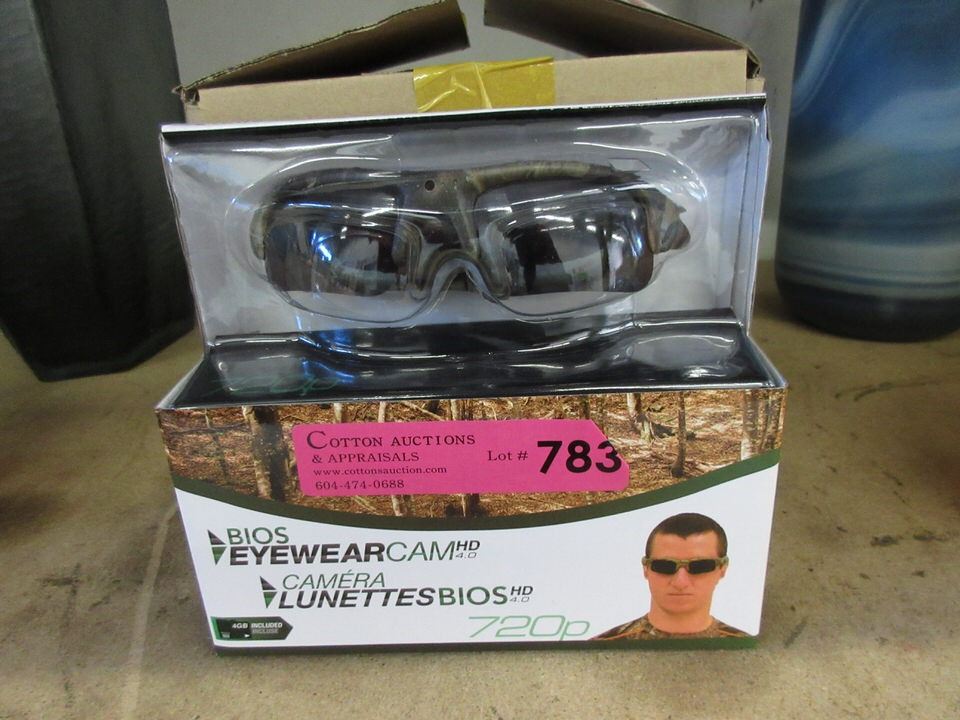 720p
COTTON AUCTIONS
& APPRAISALS
www.cottonsauction.com
604-474-0688
Lot # 783
BIOS
EYEWEARCAM HD 4.0
CAMÉRA
LUNETTESBIOS HD 4.0
4GB INCLUDED
INCLUSE
720p